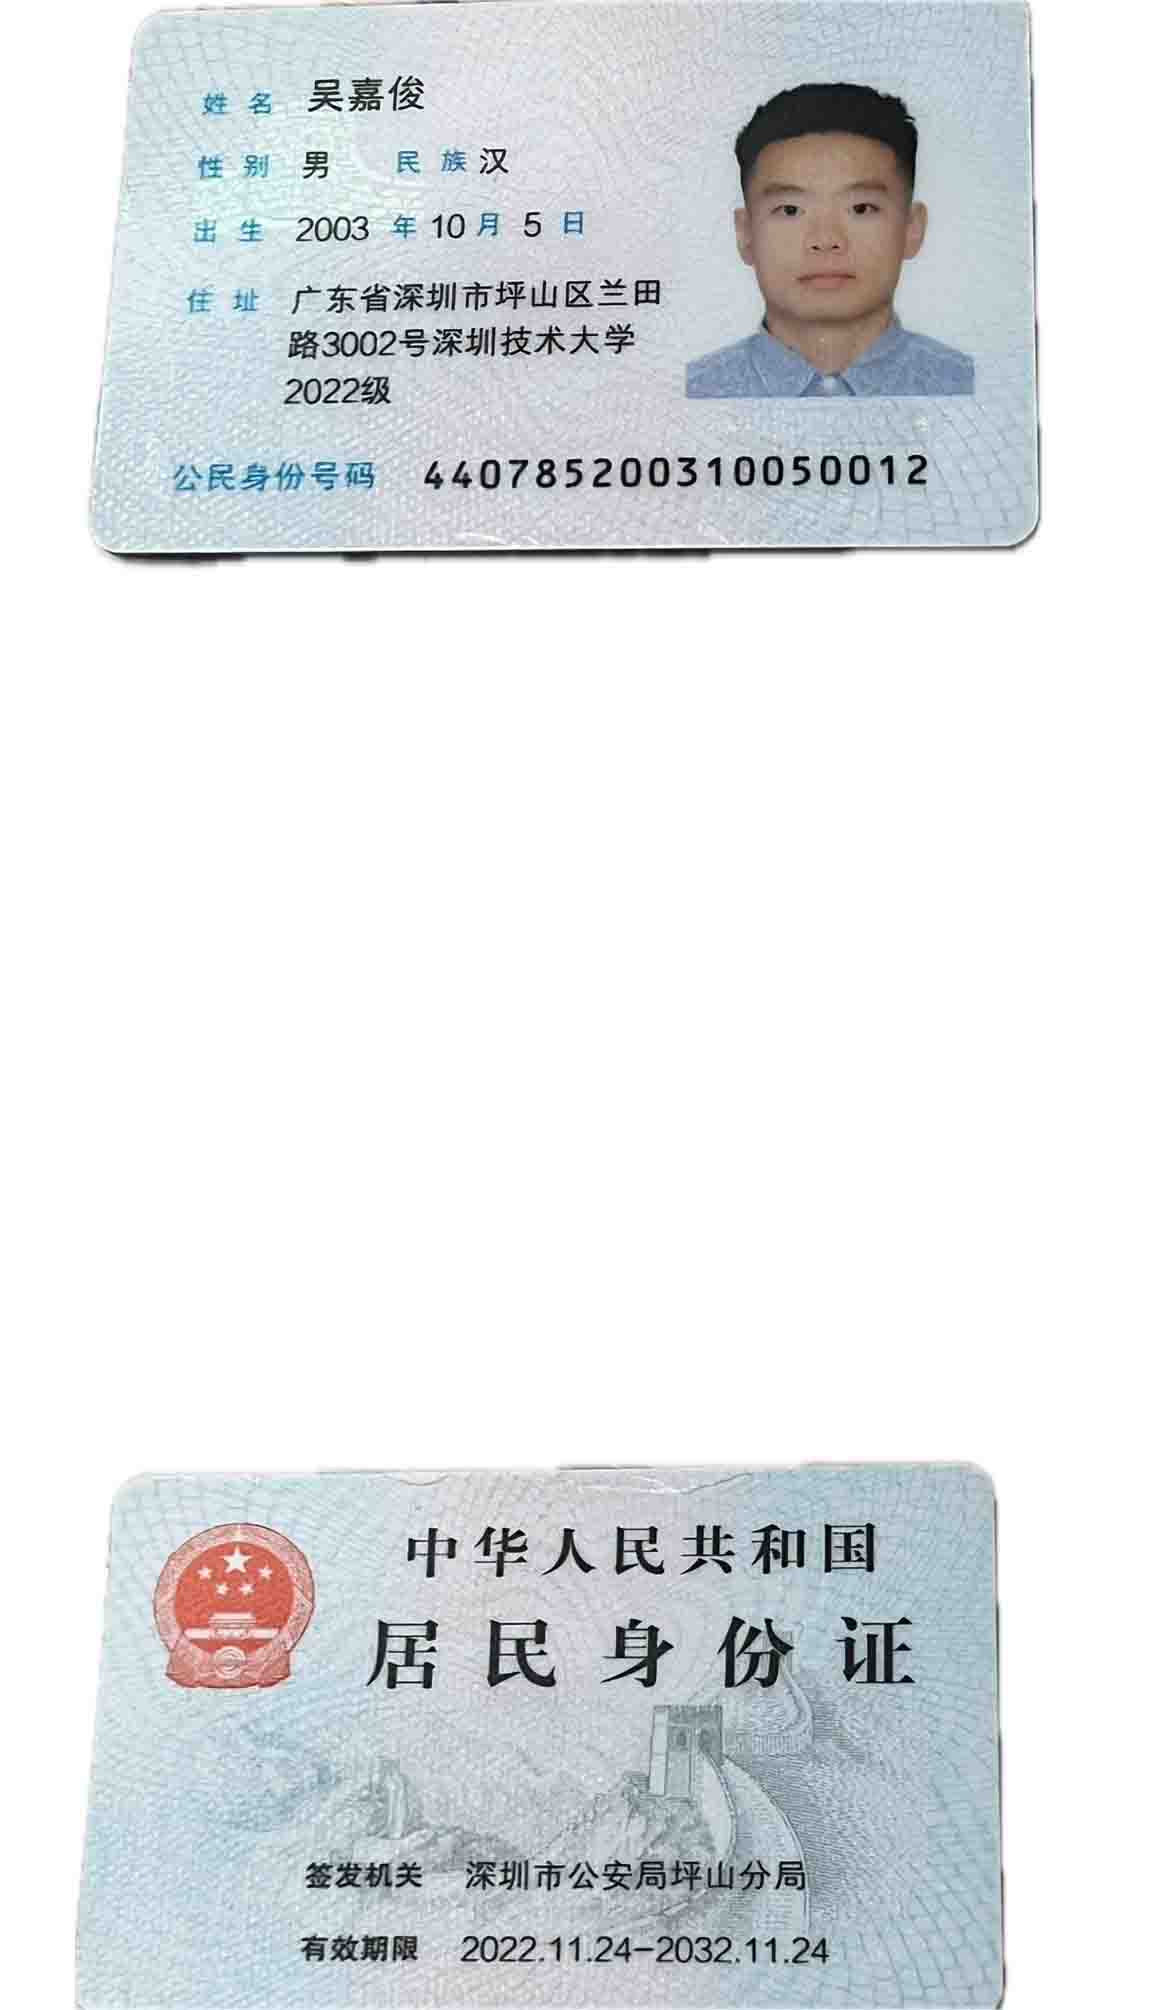 姓名 吴嘉俊
性别 男 民族 汉
出生 2003 年 10 月 5 日
住址 广东省深圳市坪山区兰田
路3002号深圳技术大学
2022级
公民身份号码 440785200310050012
中华人民共和国
居民身份证
签发机关 深圳市公安局坪山分局
有效期限 2022.11.24-2032.11.24